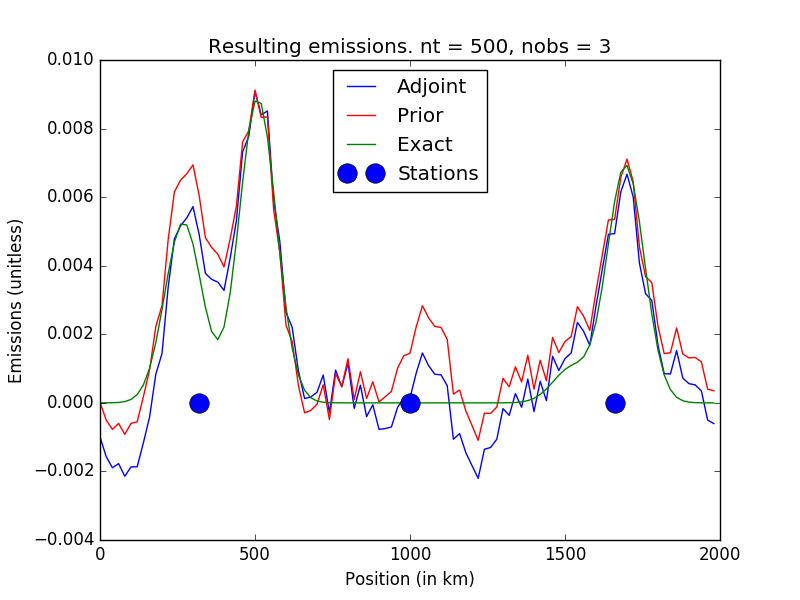 Resulting emissions. nt = 500, nobs = 3
0.010
0.008
0.006
0.004
0.002
0.000
−0.002
−0.004
Emissions (unitless)
Adjoint
Prior
Exact
Stations
0
500
1000
1500
2000
Position (in km)